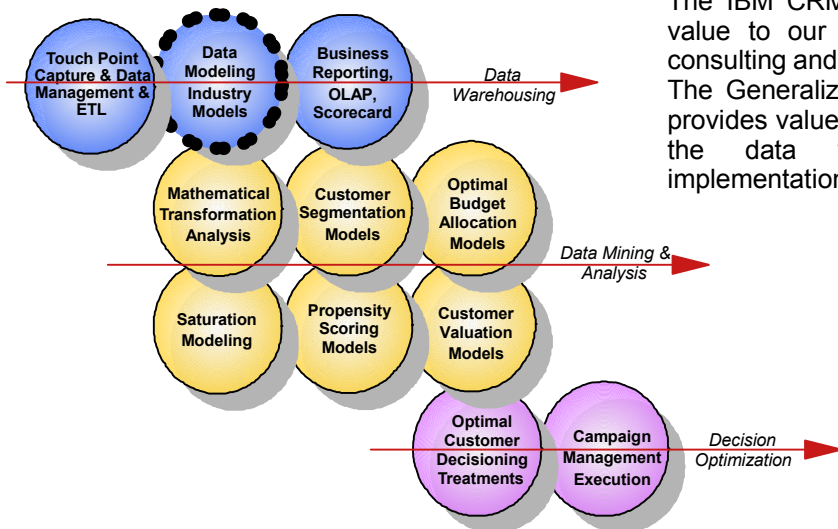 The IBM CRM
value to our
consulting and
The Generaliz
provides value
the data
implementation
Touch Point
Capture & Data
Management &
ETL
Data
Modeling
Industry
Models
Business
Reporting,
OLAP,
Scorecard
Data
Warehousing
Mathematical
Transformation
Analysis
Customer
Segmentation
Models
Optimal
Budget
Allocation
Models
Data Mining &
Analysis
Saturation
Modeling
Propensity
Scoring
Models
Customer
Valuation
Models
Optimal
Customer
Decisioning
Treatments
Campaign
Management
Execution
Decision
Optimization